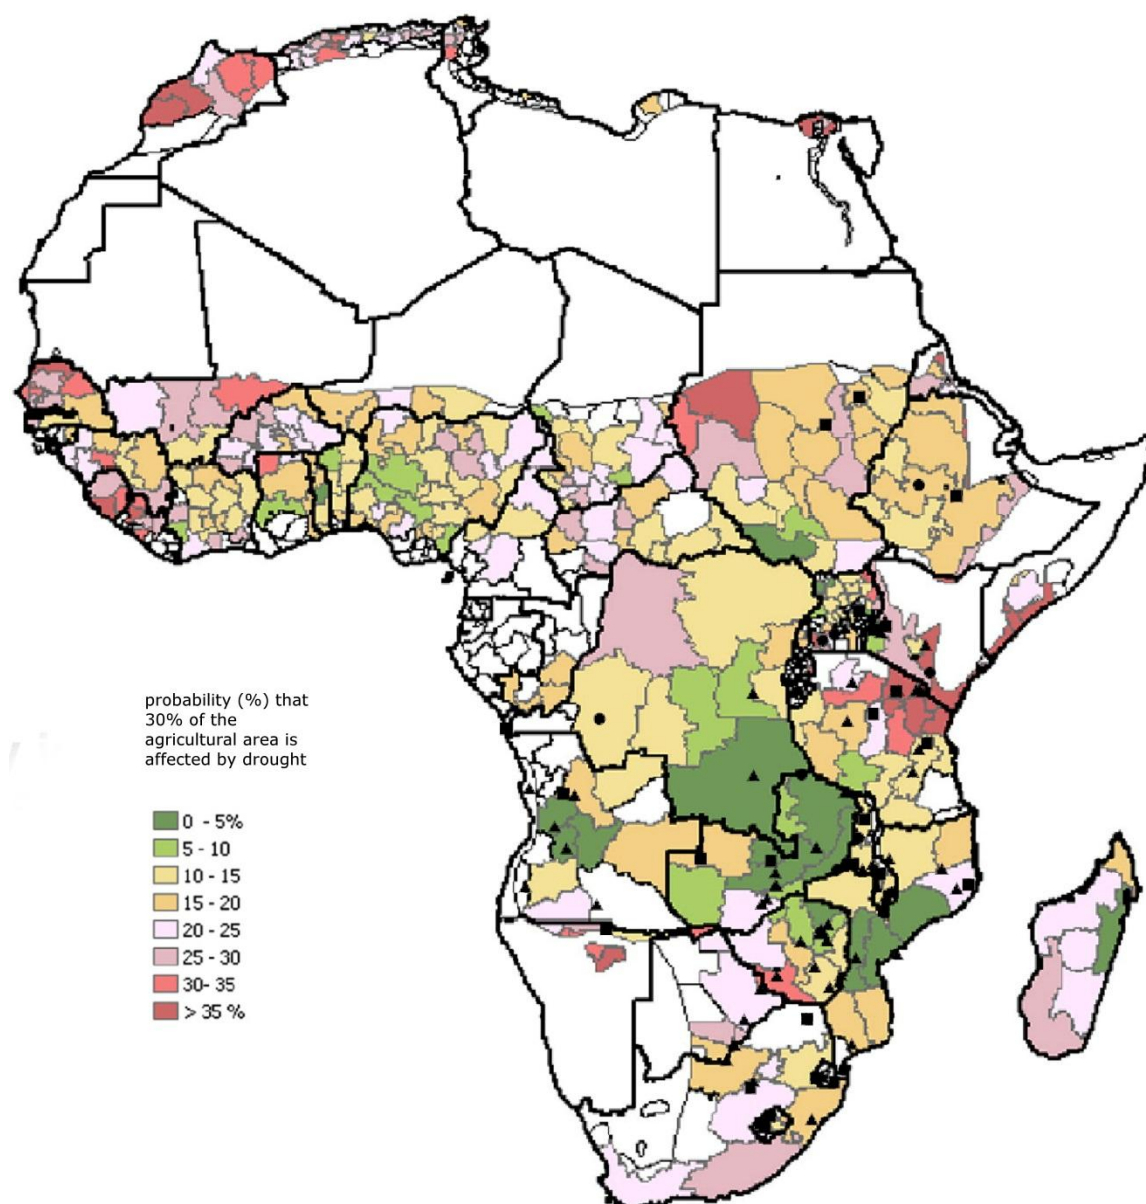 probability (%) that
30% of the
agricultural area is
affected by drought
0 - 5%
5 - 10
10 - 15
15 - 20
20 - 25
25 - 30
30- 35
> 35 %